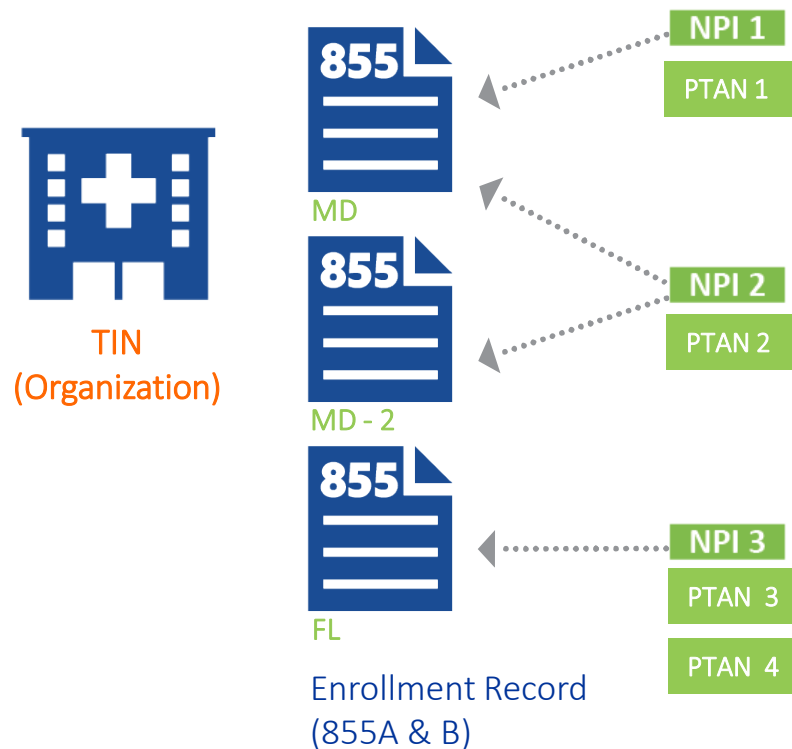 TIN
(Organization)
855
MD
855
MD - 2
855
FL
Enrollment Record
(855A & B)
NPI 1
PTAN 1
NPI 2
PTAN 2
NPI 3
PTAN 3
PTAN 4